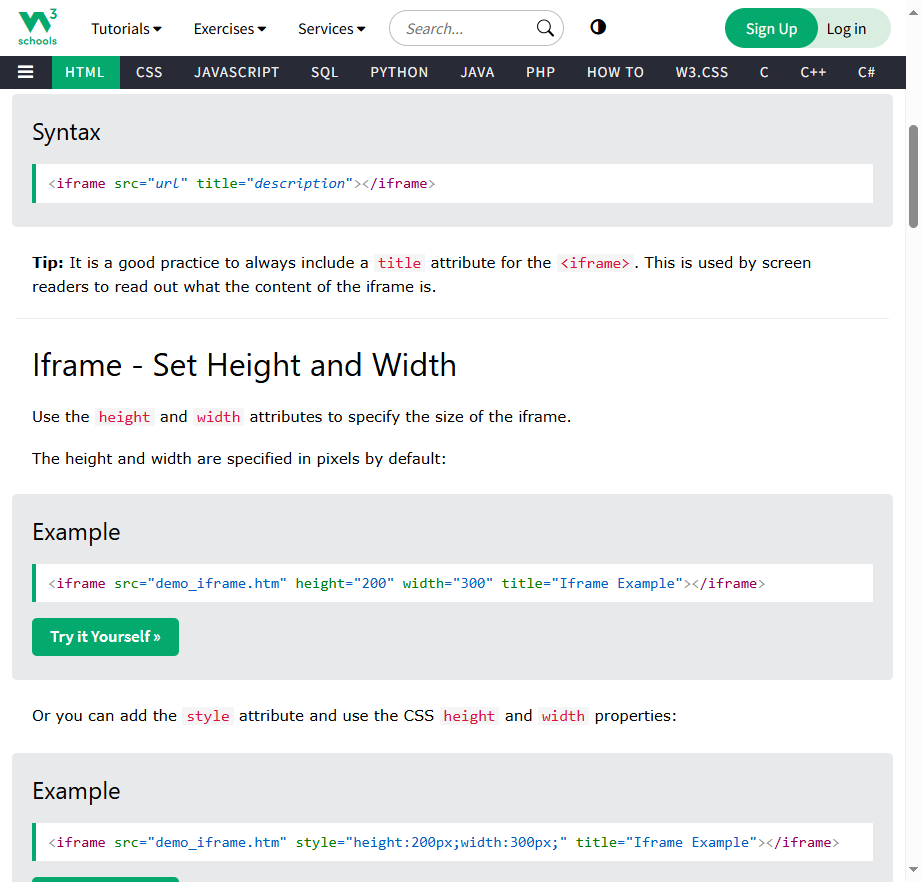 W3 schools Tutorials Exercises Services Search... Sign Up Log in
HTML CSS JAVASCRIPT SQL PYTHON JAVA PHP HOW TO W3.CSS C C++ C#
Syntax
<iframe src="url" title="description"></iframe>
Tip: It is a good practice to always include a title attribute for the <iframe>. This is used by screen
readers to read out what the content of the iframe is.
Iframe - Set Height and Width
Use the height and width attributes to specify the size of the iframe.
The height and width are specified in pixels by default:
Example
<iframe src="demo_iframe.htm" height="200" width="300" title="Iframe Example"></iframe>
Try it Yourself »
Or you can add the style attribute and use the CSS height and width properties:
Example
<iframe src="demo_iframe.htm" style="height:200px;width:300px;" title="Iframe Example"></iframe>